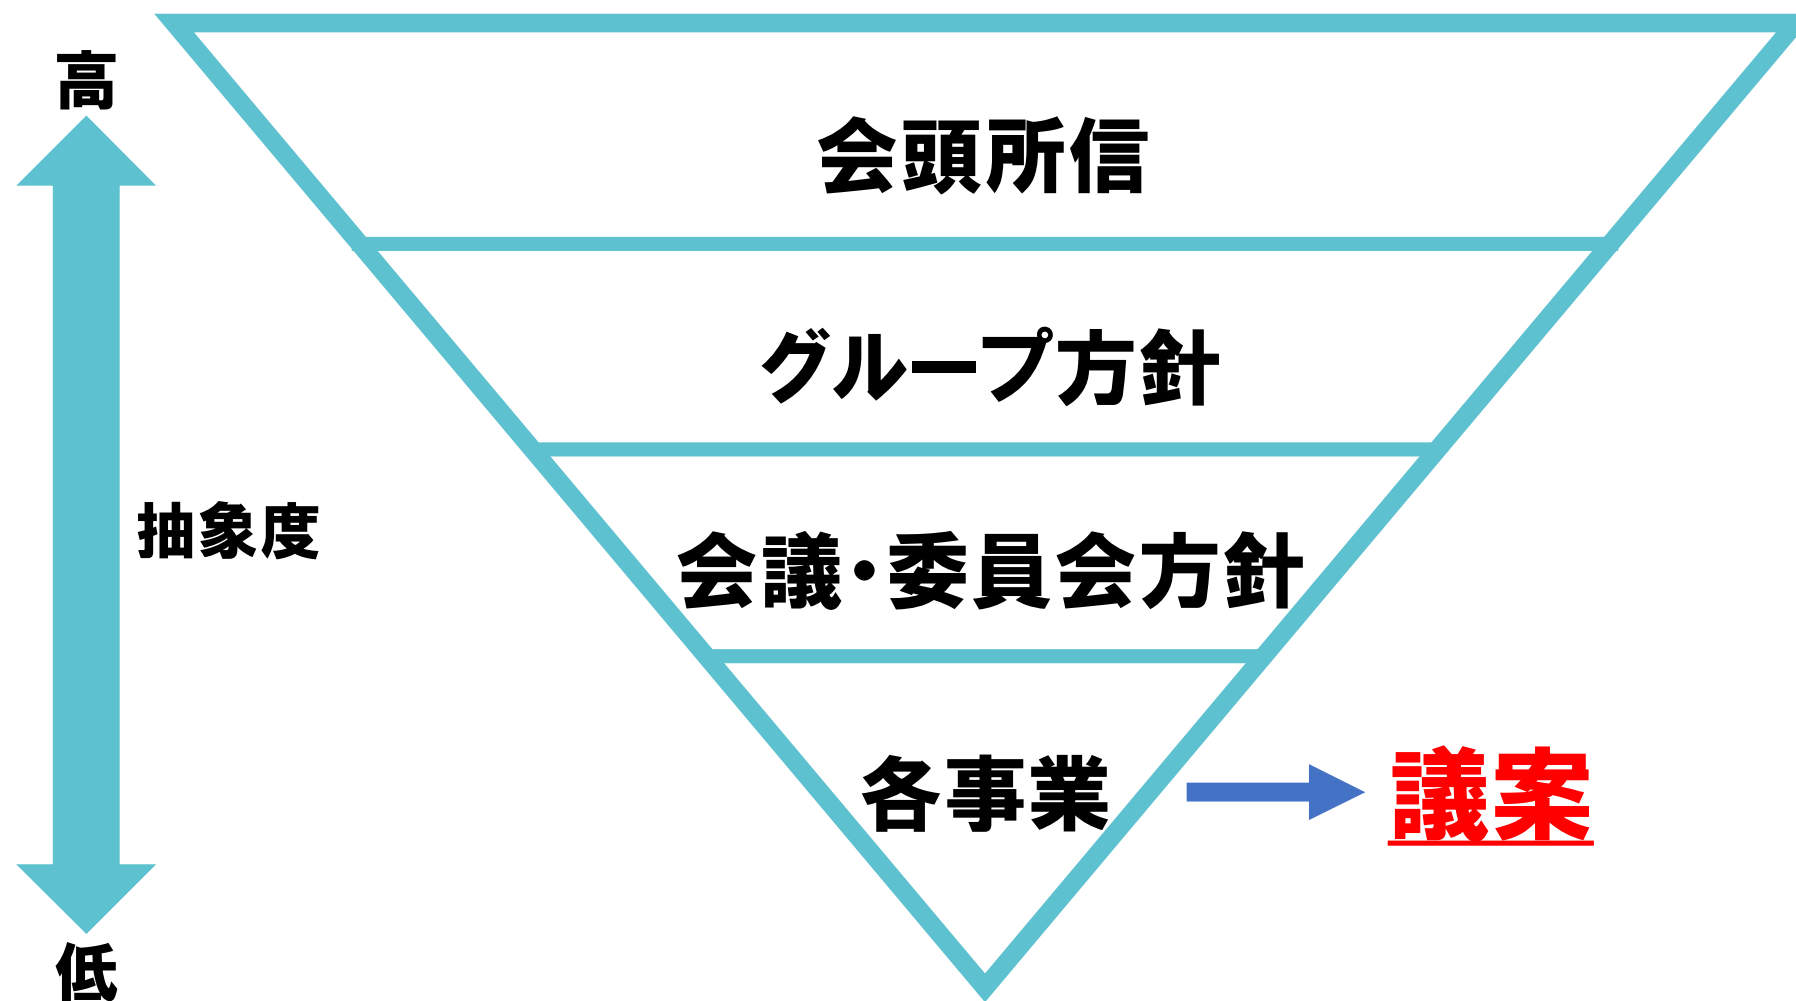 高
会頭所信
グループ方針
抽象度
会議・委員会方針
各事業
議案
低